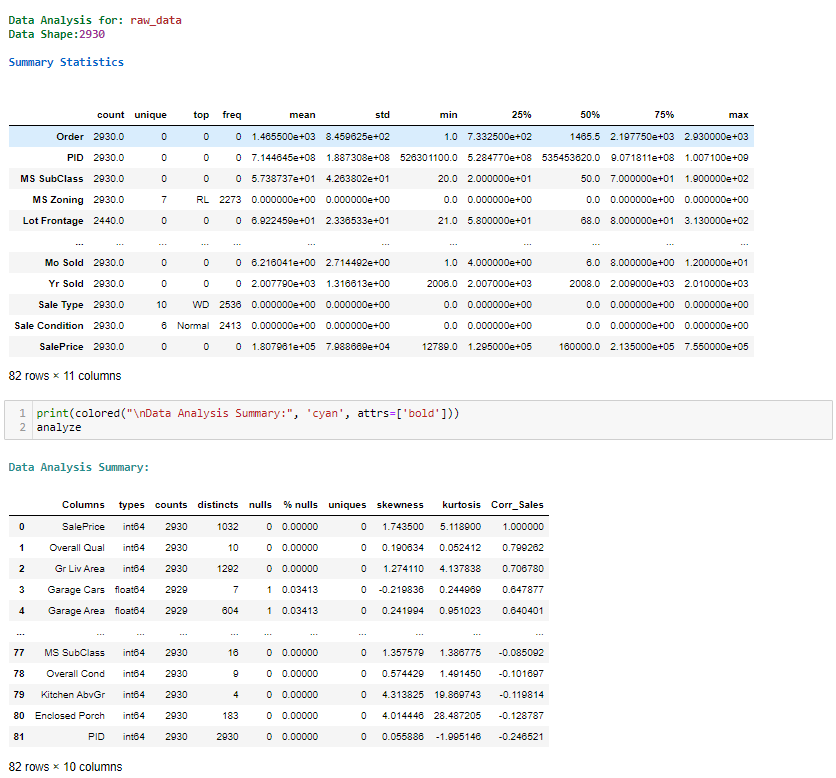 Data Analysis for: raw_data
Data Shape:2930
Summary Statistics
count unique top freq mean std min 25% 50% 75% max
Order 2930.0 0 0 0 1.465500e+03 8.459625e+02 1.0 7.332500e+02 1465.5 2.197750e+03 2.930000e+03
PID 2930.0 0 0 0 7.144645e+08 1.887308e+08 526301100.0 5.284770e+08 535453620.0 9.071811e+08 1.007100e+09
MS SubClass 2930.0 0 0 0 5.738737e+01 4.263802e+01 20.0 2.000000e+01 50.0 7.000000e+01 1.900000e+02
MS Zoning 2930.0 7 RL 2273 0.000000e+00 0.000000e+00 0.0 0.000000e+00 0.0 0.000000e+00 0.000000e+00
Lot Frontage 2440.0 0 0 0 6.922459e+01 2.336533e+01 21.0 5.800000e+01 68.0 8.000000e+01 3.130000e+02
... ... ... ... ... ... ... ... ... ... ... ...
Mo Sold 2930.0 0 0 0 6.216041e+00 2.714492e+00 1.0 4.000000e+00 6.0 8.000000e+00 1.200000e+01
Yr Sold 2930.0 0 0 0 2.007790e+03 1.316613e+00 2006.0 2.007000e+03 2008.0 2.009000e+03 2.010000e+03
Sale Type 2930.0 10 WD 2536 0.000000e+00 0.000000e+00 0.0 0.000000e+00 0.0 0.000000e+00 0.000000e+00
Sale Condition 2930.0 6 Normal 2413 0.000000e+00 0.000000e+00 0.0 0.000000e+00 0.0 0.000000e+00 0.000000e+00
SalePrice 2930.0 0 0 0 1.807961e+05 7.988669e+04 12789.0 1.295000e+05 160000.0 2.135000e+05 7.550000e+05
82 rows × 11 columns
1 print(colored("\nData Analysis Summary:", 'cyan', attrs=['bold']))
2 analyze
Data Analysis Summary:
Columns types counts distincts nulls % nulls uniques skewness kurtosis Corr_Sales
0 SalePrice int64 2930 1032 0 0.00000 0 1.743500 5.118900 1.000000
1 Overall Qual int64 2930 10 0 0.00000 0 0.190634 0.052412 0.799262
2 Gr Liv Area int64 2930 1292 0 0.00000 0 1.274110 4.137838 0.706780
3 Garage Cars float64 2929 7 1 0.03413 0 -0.219836 0.244969 0.647877
4 Garage Area float64 2929 604 1 0.03413 0 0.241994 0.951023 0.640401
... ... ... ... ... ... ... ... ... ... ...
77 MS SubClass int64 2930 16 0 0.00000 0 1.357579 1.386775 -0.085092
78 Overall Cond int64 2930 9 0 0.00000 0 0.574429 1.491450 -0.101697
79 Kitchen AbvGr int64 2930 4 0 0.00000 0 4.313825 19.869743 -0.119814
80 Enclosed Porch int64 2930 183 0 0.00000 0 4.014446 28.487205 -0.128787
81 PID int64 2930 2930 0 0.00000 0 0.055886 -1.995146 -0.246521
82 rows × 10 columns